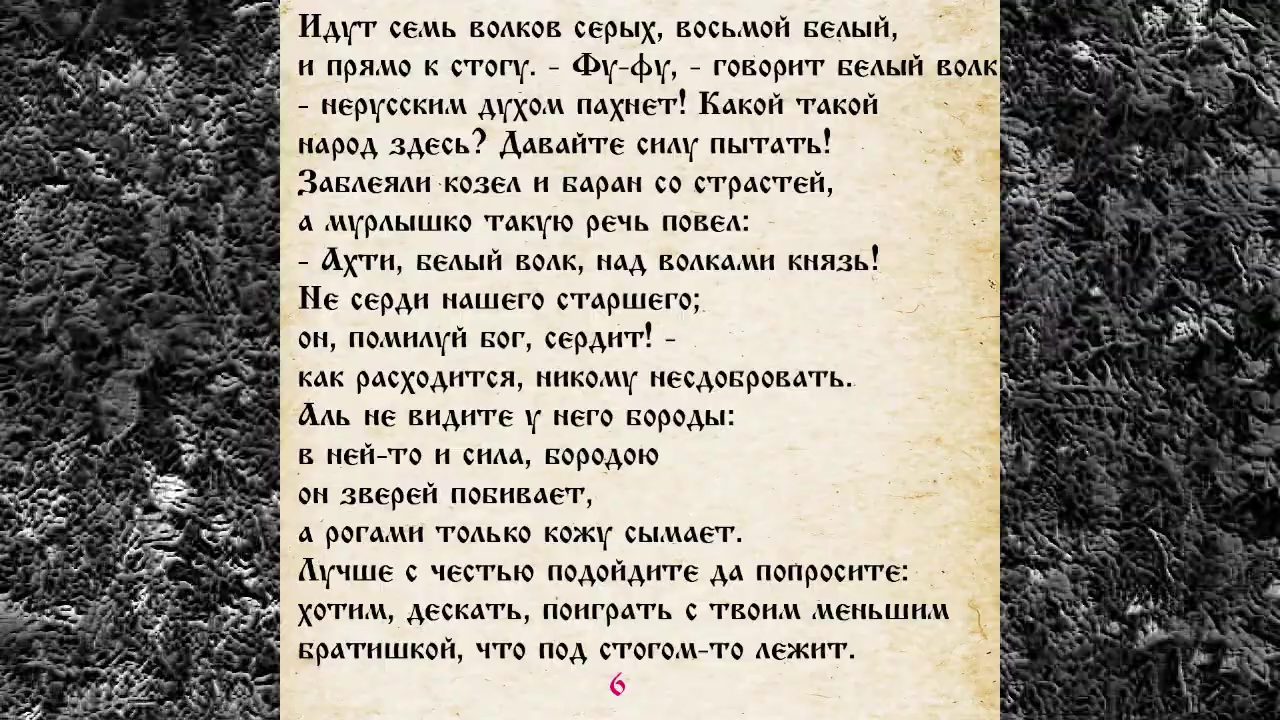 Идут семь волков серых, восьмой белый,
и прямо к стогу. - Фу-фу, - говорит белый волк
- нерусским духом пахнет! Какой такой
народ здесь? Давайте силу пытать!
Заблеяли козел и баран со страстей,
а мурлышко такую речь повел:
- Ахти, белый волк, над волками князь!
Не серди нашего старшего;
он, помилуй бог, сердит! -
как расходится, никому несдобровать.
Аль не видите у него бороды:
в ней-то и сила, бородою
он зверей побивает,
а рогами только кожу сымает.
Лучше с честью подойдите да попросите:
хотим, дескать, поиграть с твоим меньшим
братишкой, что под стогом-то лежит.
6